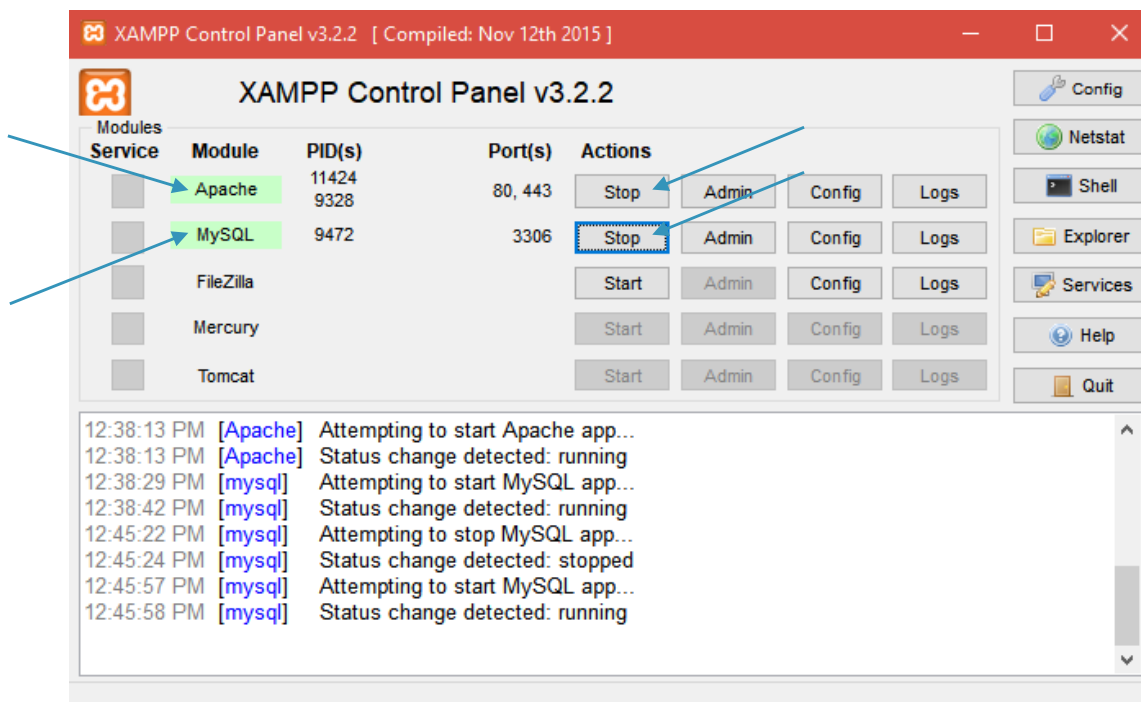 XAMPP Control Panel v3.2.2 [ Compiled: Nov 12th 2015 ]
XAMPP Control Panel v3.2.2
Config
Modules
Netstat
Service Module PID(s) Port(s) Actions
Apache 11424 9328 80, 443 Stop Admin Config Logs
Shell
MySQL 9472 3306 Stop Admin Config Logs
Explorer
FileZilla Start Admin Config Logs
Services
Mercury Start Admin Config Logs
Help
Tomcat Start Admin Config Logs
Quit
12:38:13 PM [Apache] Attempting to start Apache app...
12:38:13 PM [Apache] Status change detected: running
12:38:29 PM [mysql] Attempting to start MySQL app...
12:38:42 PM [mysql] Status change detected: running
12:45:22 PM [mysql] Attempting to stop MySQL app...
12:45:24 PM [mysql] Status change detected: stopped
12:45:57 PM [mysql] Attempting to start MySQL app...
12:45:58 PM [mysql] Status change detected: running